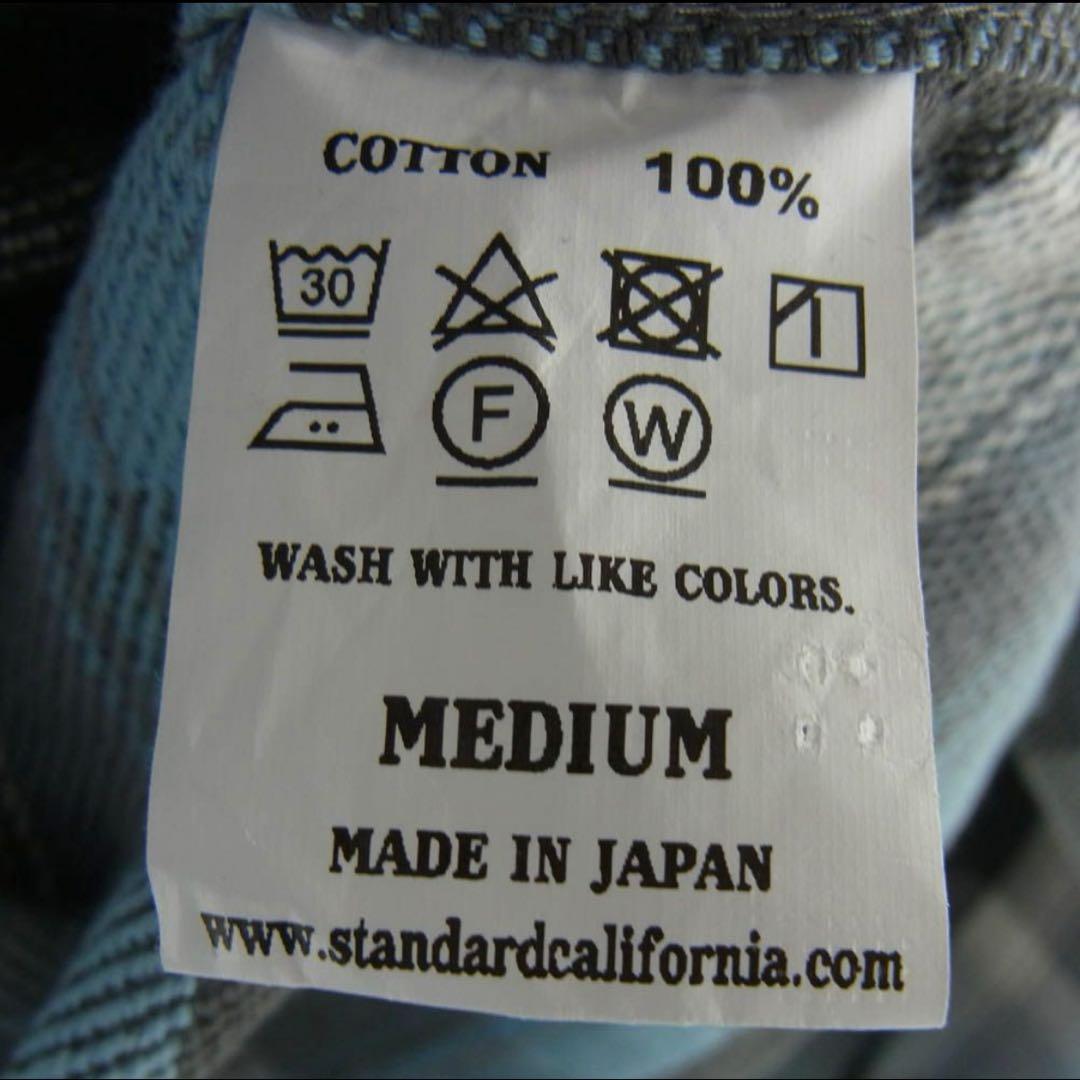 COTTON 100%
30
F W
WASH WITH LIKE COLORS.
MEDIUM
MADE IN JAPAN
www.standardcalifornia.com